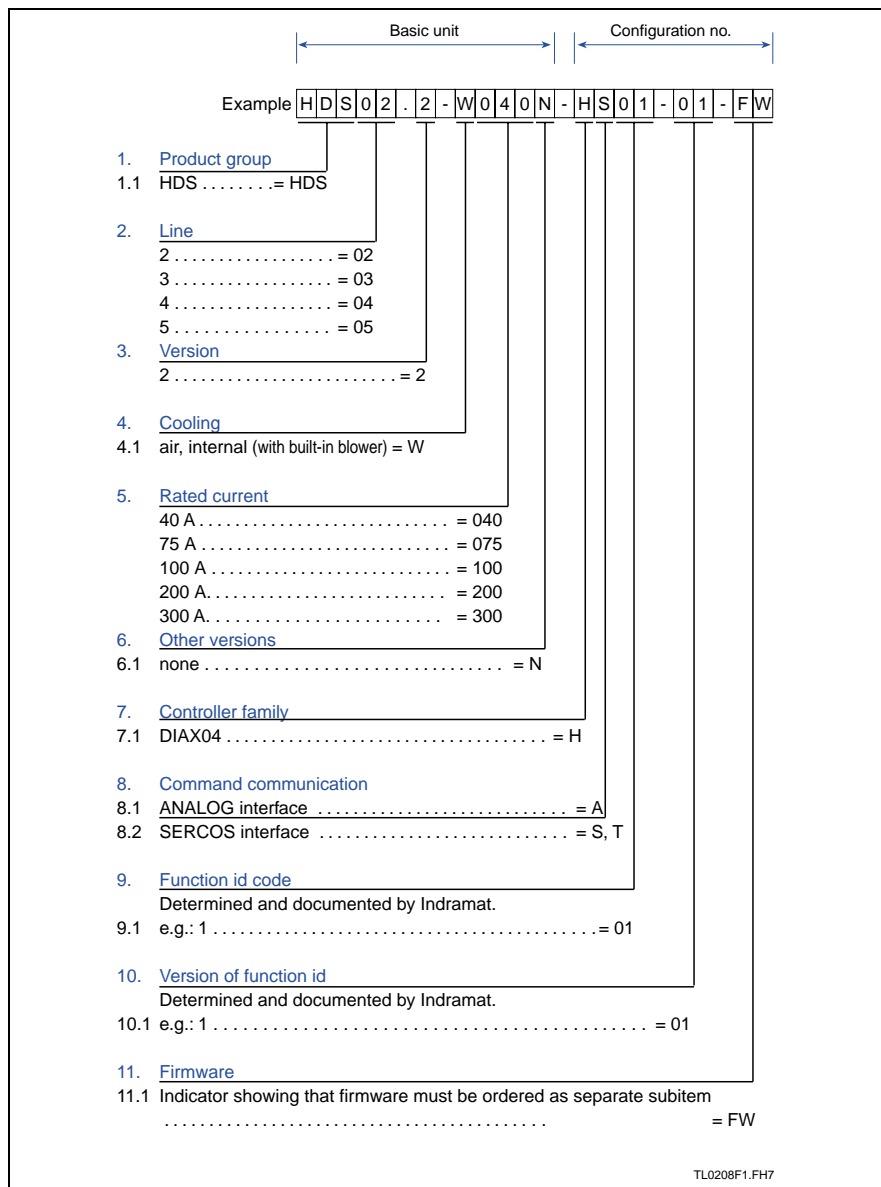 Basic unit Configuration no.
Example HDS02.2-W040N-HS01-01-FW
1. Product group
1.1 HDS . . . . . . . .= HDS
2. Line
2 . . . . . . . . . . . . . . . . . . = 02
3 . . . . . . . . . . . . . . . . . . = 03
4 . . . . . . . . . . . . . . . . . . = 04
5 . . . . . . . . . . . . . . . . . = 05
3. Version
2 . . . . . . . . . . . . . . . . . . . . . . . . . = 2
4. Cooling
4.1 air, internal (with built-in blower) = W
5. Rated current
40 A . . . . . . . . . . . . . . . . . . . . . . . . . . . . = 040
75 A . . . . . . . . . . . . . . . . . . . . . . . . . . . . = 075
100 A . . . . . . . . . . . . . . . . . . . . . . . . . . . = 100
200 A. . . . . . . . . . . . . . . . . . . . . . . . . . . = 200
300 A. . . . . . . . . . . . . . . . . . . . . . . . . . = 300
6. Other versions
6.1 none . . . . . . . . . . . . . . . . . . . . . . . . . . . . . . . . . = N
7. Controller family
7.1 DIAX04 . . . . . . . . . . . . . . . . . . . . . . . . . . . . . . . . . . . . = H
8. Command communication
8.1 ANALOG interface . . . . . . . . . . . . . . . . . . . . . . . . . . . . = A
8.2 SERCOS interface . . . . . . . . . . . . . . . . . . . . . . . . . . . . = S, T
9. Function id code
Determined and documented by Indramat.
9.1 e.g.: 1 . . . . . . . . . . . . . . . . . . . . . . . . . . . . . . . . . . . . . . . . . . .= 01
10. Version of function id
Determined and documented by Indramat.
10.1 e.g.: 1 . . . . . . . . . . . . . . . . . . . . . . . . . . . . . . . . . . . . . . . . . . . . . . . . = 01
11. Firmware
11.1 Indicator showing that firmware must be ordered as separate subitem
. . . . . . . . . . . . . . . . . . . . . . . . . . . . . . . . . . . . . . . . . . = FW
TL0208F1.FH7